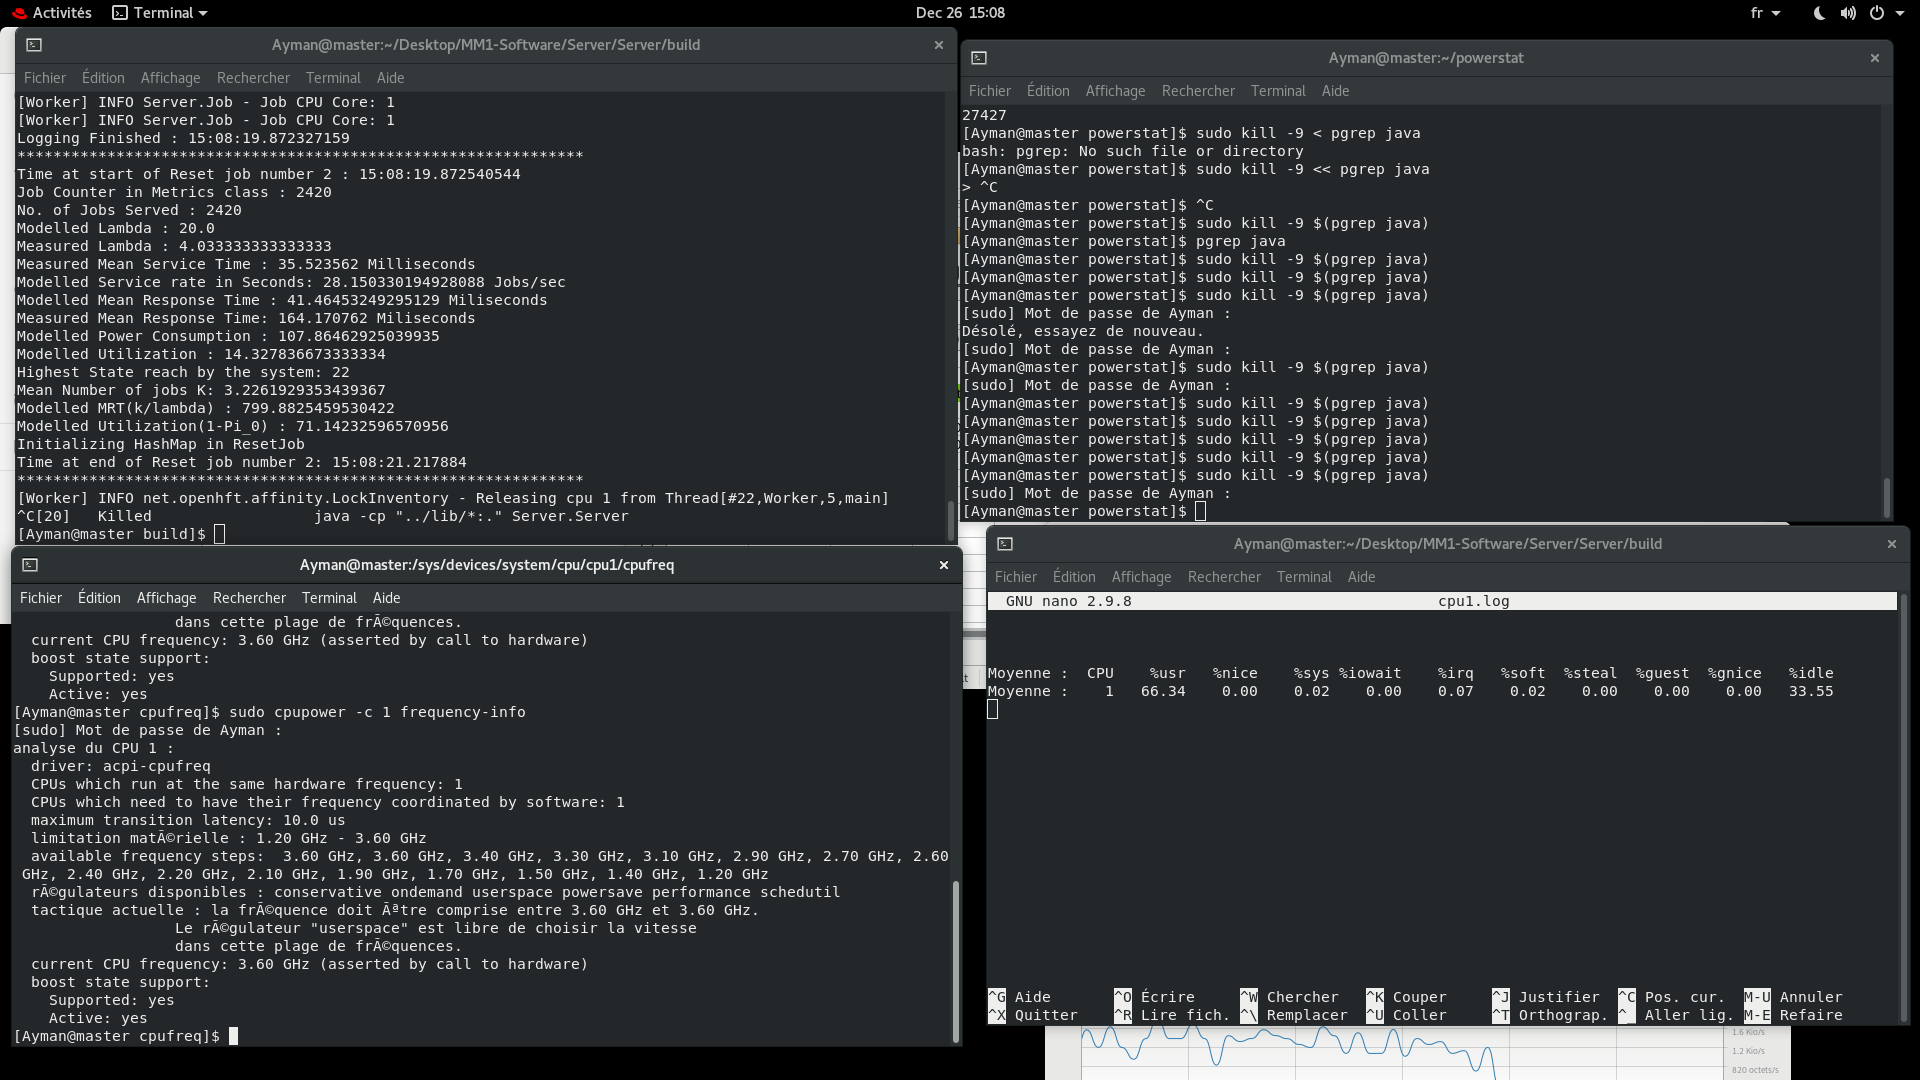 Activités
Terminal
Dec 26 15:08
fr
Ayman@master:~/Desktop/MM1-Software/Server/Server/build
Fichier Édition Affichage Rechercher Terminal Aide
[Worker] INFO Server.Job - Job CPU Core: 1
[Worker] INFO Server.Job - Job CPU Core: 1
Logging Finished : 15:08:19.872327159
***************************************************************
Time at start of Reset job number 2 : 15:08:19.872540544
Job Counter in Metrics class : 2420
No. of Jobs Served : 2420
Modelled Lambda : 20.0
Measured Lambda : 4.033333333333333
Measured Mean Service Time : 35.523562 Milliseconds
Modelled Service rate in Seconds: 28.150330194928088 Jobs/sec
Modelled Mean Response Time : 41.46453249295129 Miliseconds
Measured Mean Response Time: 164.170762 Miliseconds
Modelled Power Consumption : 107.86462925039935
Modelled Utilization : 14.327836673333334
Highest State reach by the system: 22
Mean Number of jobs K: 3.2261929353439367
Modelled MRT(k/lambda) : 799.8825459530422
Modelled Utilization(1-Pi_0) : 71.14232596570956
Initializing HashMap in ResetJob
Time at end of Reset job number 2: 15:08:21.217884
***************************************************************
[Worker] INFO net.openhft.affinity.LockInventory - Releasing cpu 1 from Thread[#22,Worker,5,main]
^C[20]   Killed                  java -cp "../lib/*:." Server.Server
[Ayman@master build]$
Ayman@master:~/powerstat
Fichier Édition Affichage Rechercher Terminal Aide
27427
[Ayman@master powerstat]$ sudo kill -9 < pgrep java
bash: pgrep: No such file or directory
[Ayman@master powerstat]$ sudo kill -9 << pgrep java
> ^C
[Ayman@master powerstat]$ ^C
[Ayman@master powerstat]$ sudo kill -9 $(pgrep java)
[Ayman@master powerstat]$ pgrep java
[Ayman@master powerstat]$ sudo kill -9 $(pgrep java)
[Ayman@master powerstat]$ sudo kill -9 $(pgrep java)
[Ayman@master powerstat]$ sudo kill -9 $(pgrep java)
[sudo] Mot de passe de Ayman :
Désolé, essayez de nouveau.
[sudo] Mot de passe de Ayman :
[Ayman@master powerstat]$ sudo kill -9 $(pgrep java)
[sudo] Mot de passe de Ayman :
[Ayman@master powerstat]$ sudo kill -9 $(pgrep java)
[Ayman@master powerstat]$ sudo kill -9 $(pgrep java)
[Ayman@master powerstat]$ sudo kill -9 $(pgrep java)
[Ayman@master powerstat]$ sudo kill -9 $(pgrep java)
[Ayman@master powerstat]$ sudo kill -9 $(pgrep java)
[sudo] Mot de passe de Ayman :
[Ayman@master powerstat]$
Ayman@master:/sys/devices/system/cpu/cpu1/cpufreq
Fichier Édition Affichage Rechercher Terminal Aide
dans cette plage de frÃ©quences.
current CPU frequency: 3.60 GHz (asserted by call to hardware)
boost state support:
Supported: yes
Active: yes
[Ayman@master cpufreq]$ sudo cpupower -c 1 frequency-info
[sudo] Mot de passe de Ayman :
analyse du CPU 1 :
driver: acpi-cpufreq
CPUs which run at the same hardware frequency: 1
CPUs which need to have their frequency coordinated by software: 1
maximum transition latency: 10.0 us
limitation matÃ©rielle : 1.20 GHz - 3.60 GHz
available frequency steps:  3.60 GHz, 3.60 GHz, 3.40 GHz, 3.30 GHz, 3.10 GHz, 2.90 GHz, 2.70 GHz, 2.60
GHz, 2.40 GHz, 2.20 GHz, 2.10 GHz, 1.90 GHz, 1.70 GHz, 1.50 GHz, 1.40 GHz, 1.20 GHz
rÃ©gulateurs disponibles : conservative ondemand userspace powersave performance schedutil
tactique actuelle : la frÃ©quence doit Ãªtre comprise entre 3.60 GHz et 3.60 GHz.
Le rÃ©gulateur "userspace" est libre de choisir la vitesse
dans cette plage de frÃ©quences.
current CPU frequency: 3.60 GHz (asserted by call to hardware)
boost state support:
Supported: yes
Active: yes
[Ayman@master cpufreq]$
Ayman@master:~/Desktop/MM1-Software/Server/Server/build
Fichier Édition Affichage Rechercher Terminal Aide
GNU nano 2.9.8 cpu1.log
Moyenne :  CPU    %usr   %nice    %sys %iowait    %irq   %soft  %steal  %guest  %gnice   %idle
Moyenne :    1   66.34    0.00    0.02    0.00    0.07    0.02    0.00    0.00    0.00   33.55
^G Aide ^O Écrire ^W Chercher ^K Couper ^J Justifier ^C Pos. cur. M-U Annuler
^X Quitter ^R Lire fich. ^\ Remplacer ^U Coller ^T Orthograp. ^_ Aller lig. M-E Refaire
1.6 Kio/s
1.2 Kio/s
820 octets/s